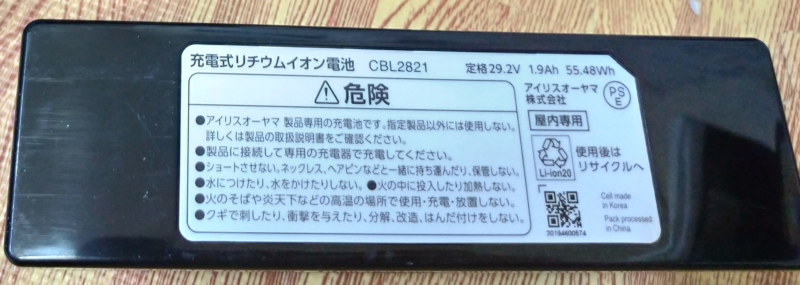 充電式リチウムイオン電池 CBL2821 定格29.2V 1.9Ah 55.48Wh
⚠危険
●アイリスオーヤマ製品専用の充電池です。指定製品以外には使用しない。
詳しくは製品の取扱説明書をご確認ください。
●製品に接続して専用の充電器で充電してください。
●ショートさせない。ネックレス、ヘアピンなどと一緒に持ち運んだり、保管しない。
●水につけたり、水をかけたりしない。 ●火の中に投入したり加熱しない。
●火のそばや炎天下などの高温の場所で使用・充電・放置しない。
●クギで刺したり、衝撃を与えたり、分解、改造、はんだ付けをしない。
アイリスオーヤマ
株式会社
PS
E
屋内専用
Li-ion20
使用後は
リサイクルへ
Cell made
in Korea
Pack processed
in China